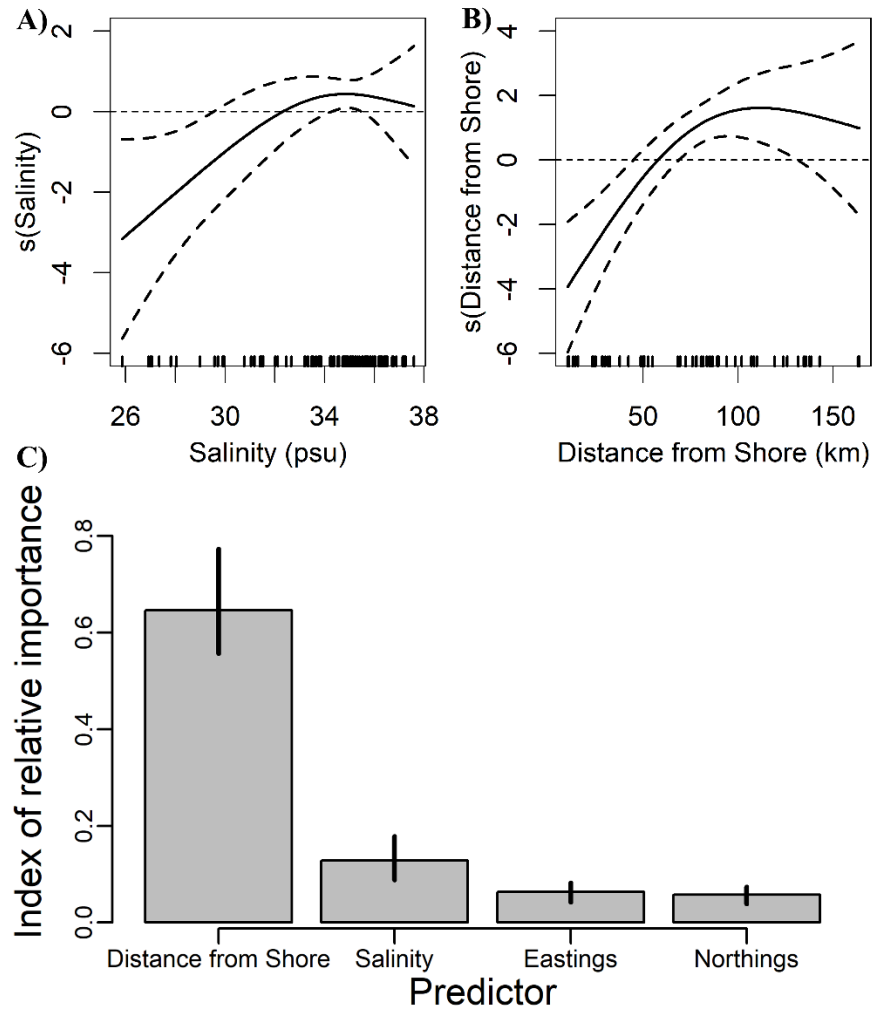 A)
s(Salinity)
2
0
-2
-4
-6
26
30
34
38
Salinity (psu)
B)
s(Distance from Shore)
4
2
0
-2
-4
-6
50
100
150
Distance from Shore (km)
C)
Index of relative importance
0.8
0.6
0.4
0.2
0.0
Distance from Shore
Salinity
Eastings
Northings
Predictor